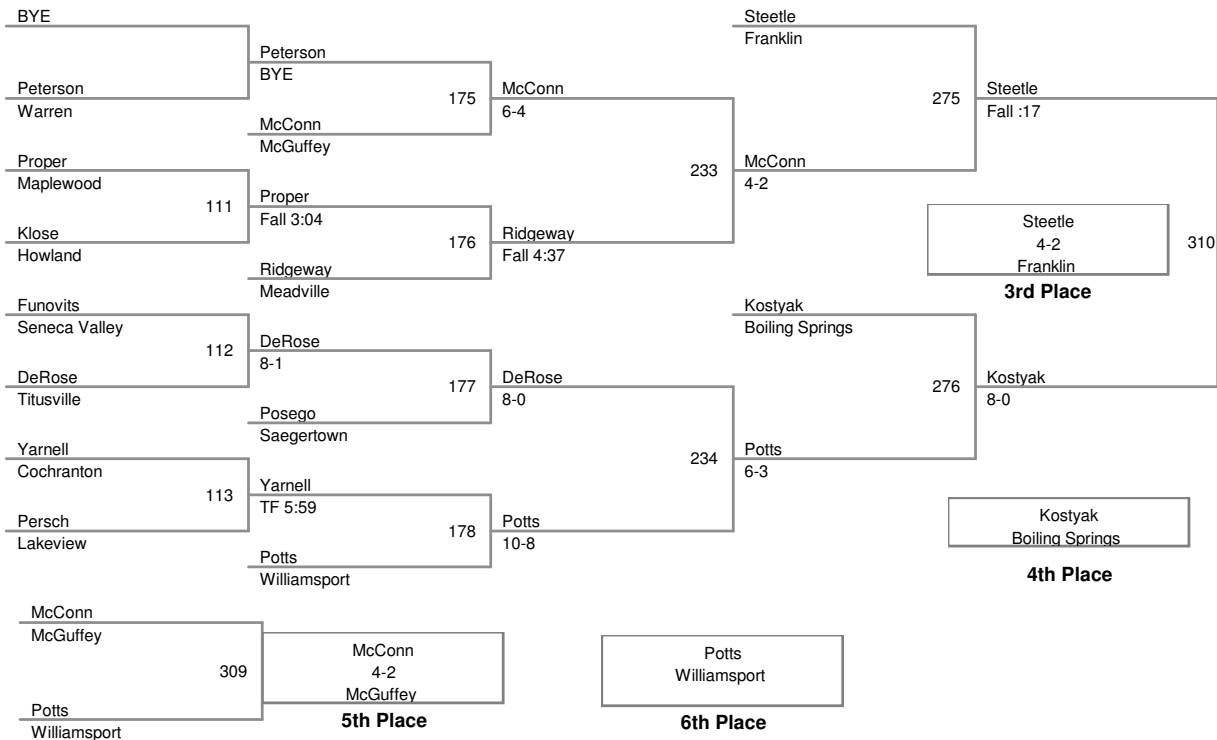 BYE
Peterson
Warren
Proper
Maplewood
111
Klose
Howland
Funovits
Seneca Valley
112
DeRose
Titusville
Yarnell
Cochranton
113
Persch
Lakeview
Peterson
BYE
175
McConn
McGuffey
Proper
Fall 3:04
176
Ridgeway
Meadville
DeRose
8-1
177
Posego
Saegertown
Yarnell
TF 5:59
178
Potts
Williamsport
McConn
6-4
233
Ridgeway
Fall 4:37
DeRose
8-0
234
Potts
10-8
Steetle
Franklin
275
McConn
4-2
Kostyak
Boiling Springs
276
Potts
6-3
Steetle
Fall :17
310
Kostyak
8-0
Steetle
4-2
Franklin
3rd Place
Kostyak
Boiling Springs
4th Place
McConn
McGuffey
309
Potts
Williamsport
McConn
4-2
McGuffey
5th Place
Potts
Williamsport
6th Place